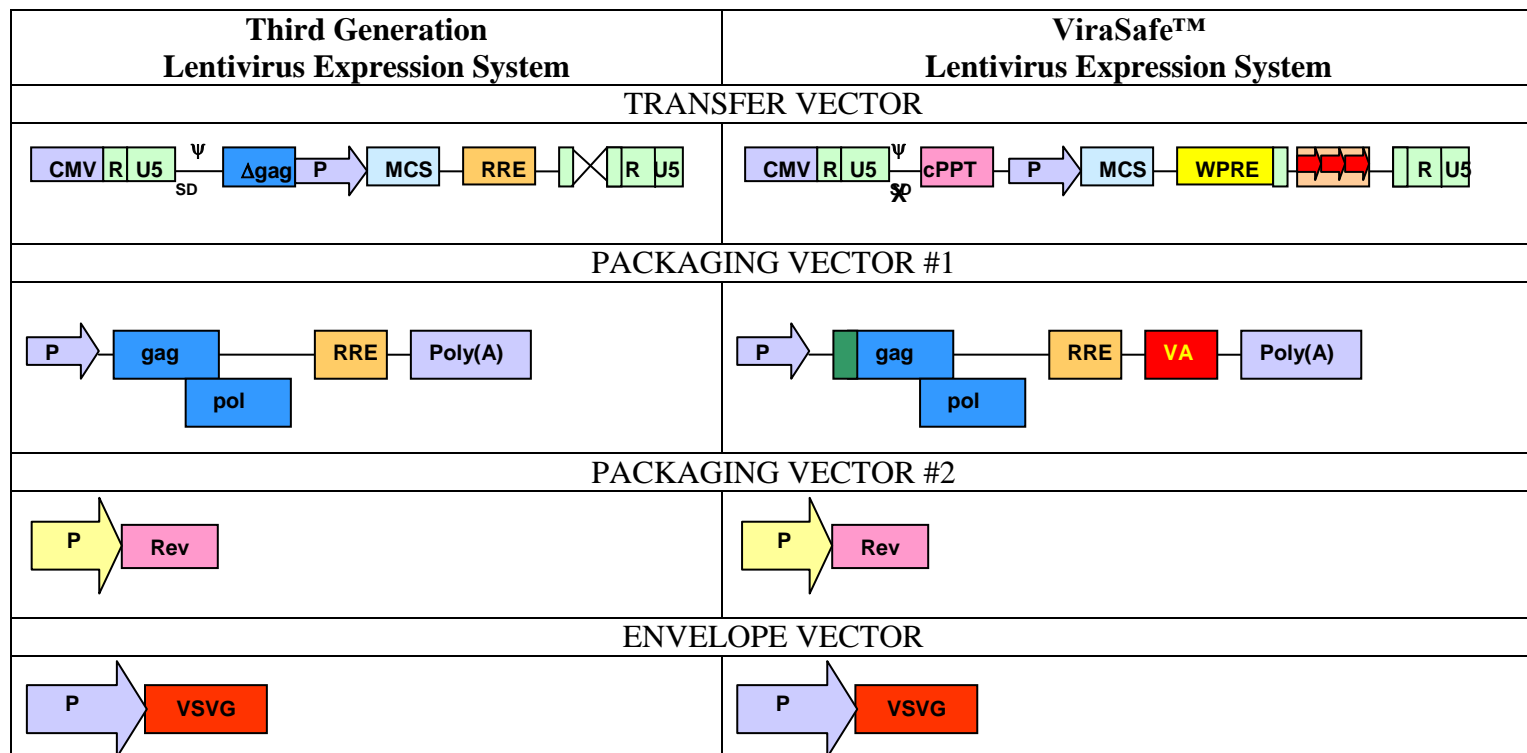 Third Generation
Lentivirus Expression System
ViraSafe™
Lentivirus Expression System
TRANSFER VECTOR
CMV R U5 Ψ SD Δgag P MCS RRE R U5
CMV R U5 Ψ SD X cPPT P MCS WPRE R U5
PACKAGING VECTOR #1
P gag pol RRE Poly(A)
P gag pol RRE VA Poly(A)
PACKAGING VECTOR #2
P Rev
P Rev
ENVELOPE VECTOR
P VSVG
P VSVG